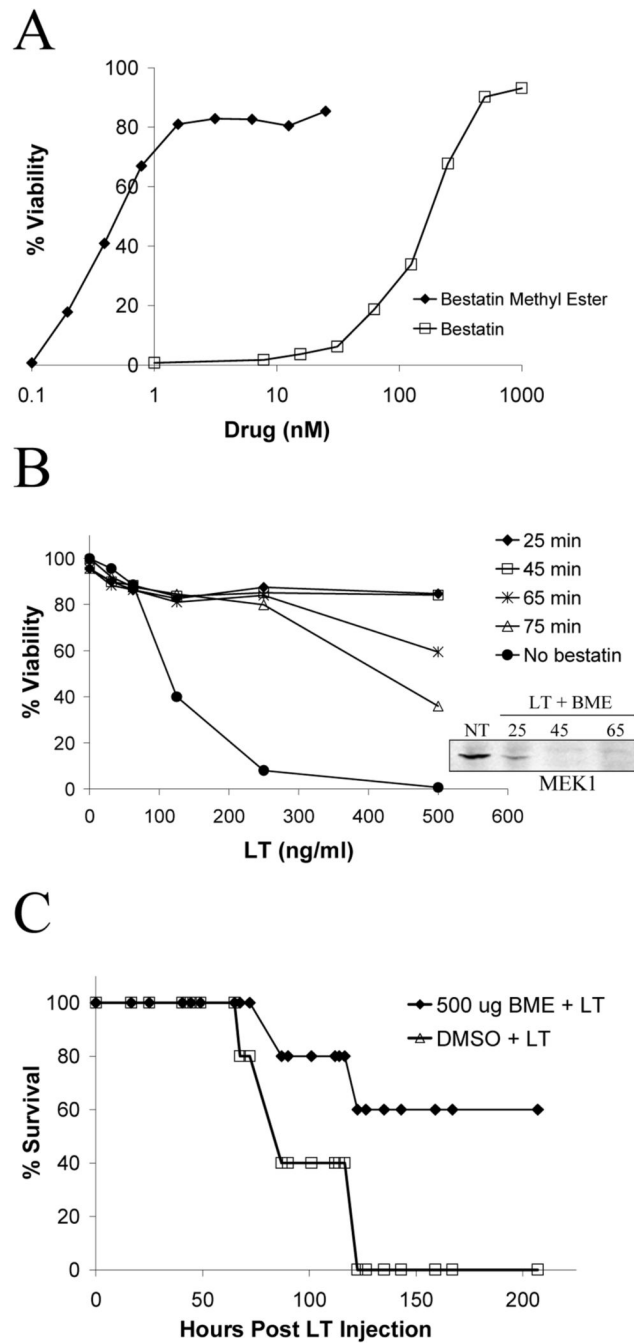 A
100
80
60
40
20
0
% Viability
Bestatin Methyl Ester
Bestatin
0.1 1 10 100 1000
Drug (nM)
B
100
80
60
40
20
0
% Viability
25 min
45 min
65 min
75 min
No bestatin
LT + BME
NT 25 45 65
MEK1
0 100 200 300 400 500 600
LT (ng/ml)
C
100
80
60
40
20
0
% Survival
500 ug BME + LT
DMSO + LT
0 50 100 150 200
Hours Post LT Injection